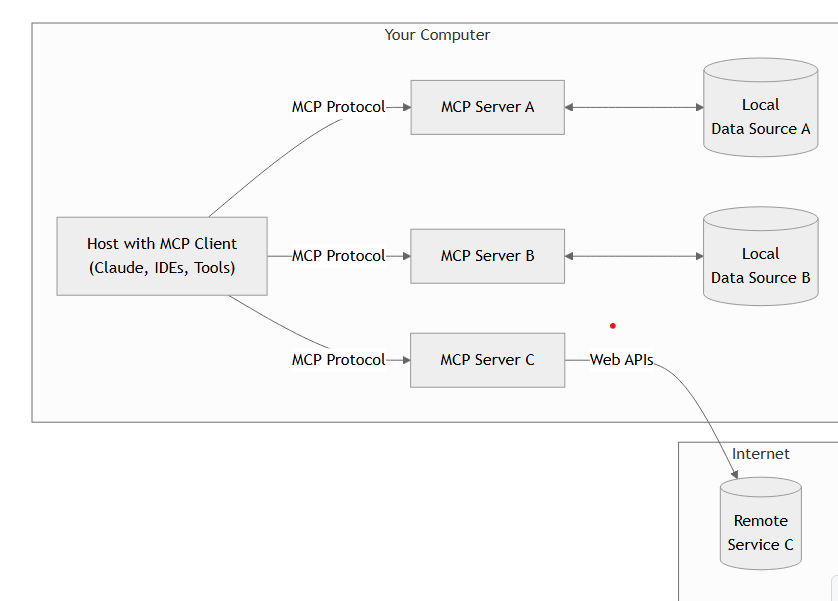 Your Computer
MCP Protocol
MCP Server A
Local
Data Source A
Host with MCP Client
(Claude, IDEs, Tools)
MCP Protocol
MCP Server B
Local
Data Source B
MCP Protocol
MCP Server C
Web APIs
Internet
Remote
Service C